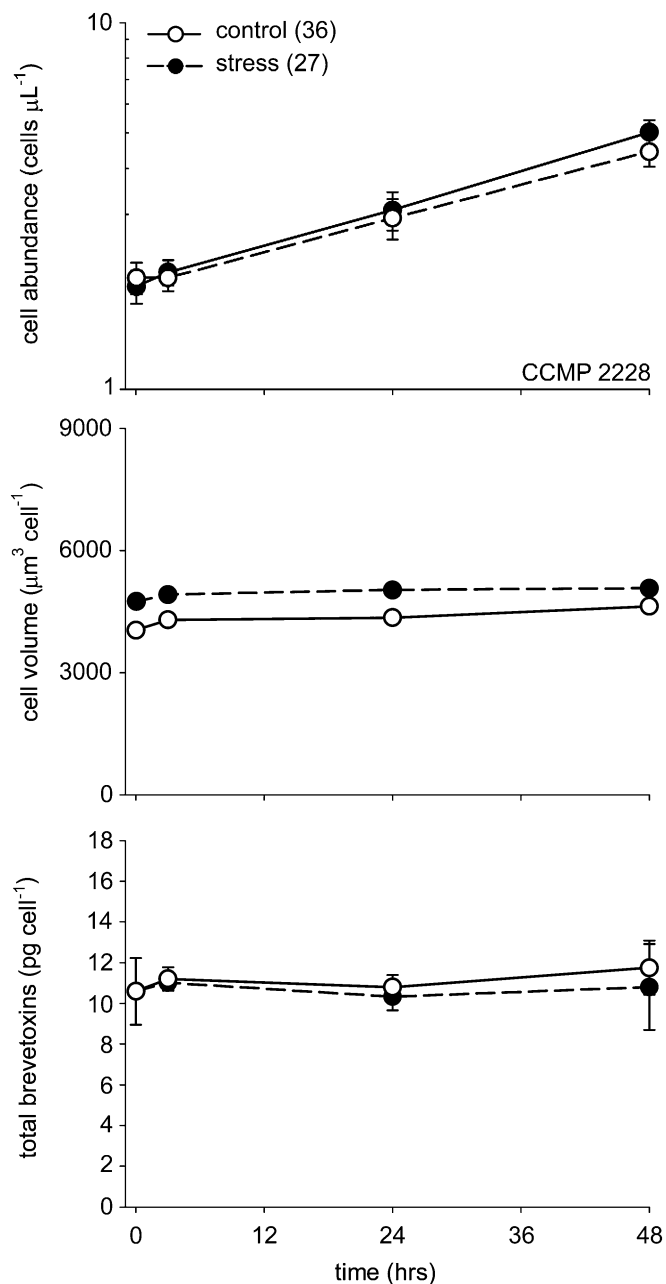 10
control (36)
stress (27)
cell abundance (cells μL⁻¹)
1
CCMP 2228
9000
6000
3000
0
cell volume (μm³ cell⁻¹)
18
16
14
12
10
8
6
4
2
0
total brevetoxins (pg cell⁻¹)
0 12 24 36 48
time (hrs)